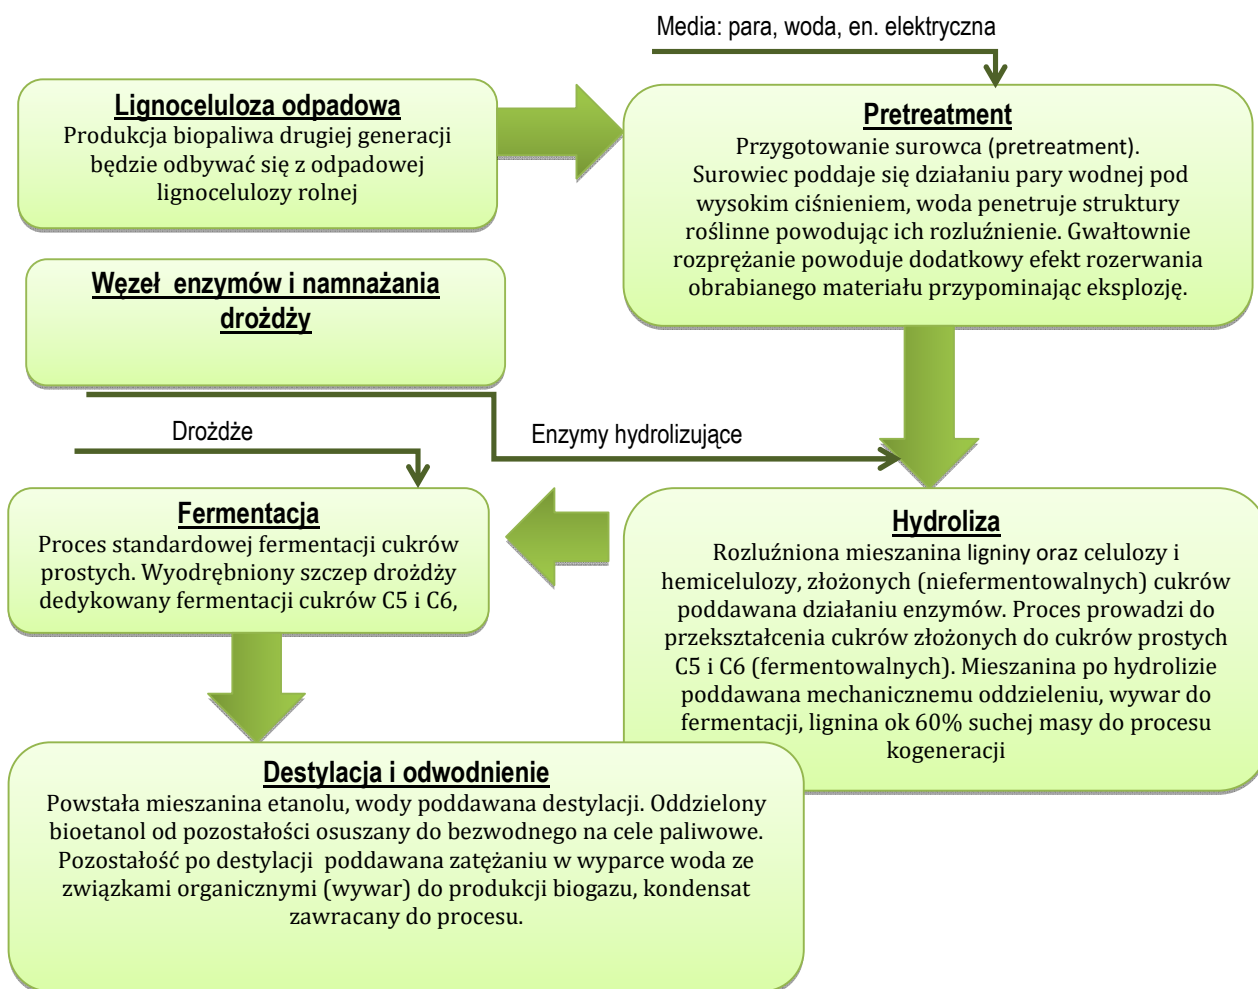 Media: para, woda, en. elektryczna
Lignoceluloza odpadowa
Produkcja biopaliwa drugiej generacji
będzie odbywać się z odpadowej
lignocelulozy rolnej
Pretreatment
Przygotowanie surowca (pretreatment).
Surowiec poddaje się działaniu pary wodnej pod
wysokim ciśnieniem, woda penetruje struktury
roślinne powodując ich rozluźnienie. Gwałtownie
rozprężanie powoduje dodatkowy efekt rozerwania
obrabianego materiału przypominając eksplozję.
Węzeł enzymów i namnażania
drożdży
Drożdże
Enzymy hydrolizujące
Fermentacja
Proces standardowej fermentacji cukrów
prostych. Wyodrębniony szczep drożdży
dedykowany fermentacji cukrów C5 i C6,
Hydroliza
Rozluźniona mieszanina ligniny oraz celulozy i
hemicelulozy, złożonych (niefermentowalnych) cukrów
poddawana działaniu enzymów. Proces prowadzi do
przekształcenia cukrów złożonych do cukrów prostych
C5 i C6 (fermentowalnych). Mieszanina po hydrolizie
poddawana mechanicznemu oddzieleniu, wywar do
fermentacji, lignina ok 60% suchej masy do procesu
kogeneracji
Destylacja i odwodnienie
Powstała mieszanina etanolu, wody poddawana destylacji. Oddzielony
bioetanol od pozostałości osuszany do bezwodnego na cele paliwowe.
Pozostałość po destylacji poddawana zatężaniu w wyparce woda ze
związkami organicznymi (wywar) do produkcji biogazu, kondensat
zawracany do procesu.